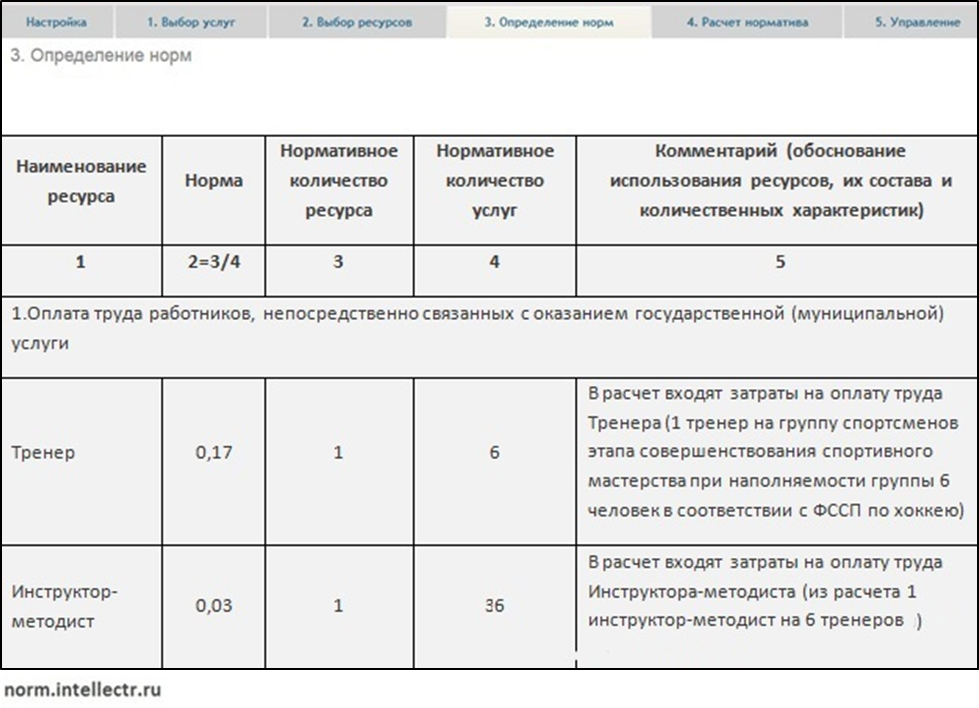 Настройка 1. Выбор услуг 2. Выбор ресурсов 3. Определение норм 4. Расчет норматива 5. Управление
3. Определение норм
Наименование
ресурса
Норма
Нормативное
количество
ресурса
Нормативное
количество
услуг
Комментарий (обоснование
использования ресурсов, их состава и
количественных характеристик)
1 2=3/4 3 4 5
1.Оплата труда работников, непосредственно связанных с оказанием государственной (муниципальной)
услуги
Тренер 0,17 1 6
В расчет входят затраты на оплату труда
Тренера (1 тренер на группу спортсменов
этапа совершенствования спортивного
мастерства при наполняемости группы 6
человек в соответствии с ФССП по хоккею)
Инструктор-
методист
0,03 1 36
В расчет входят затраты на оплату труда
Инструктора-методиста (из расчета 1
инструктор-методист на 6 тренеров )
norm.intellectr.ru